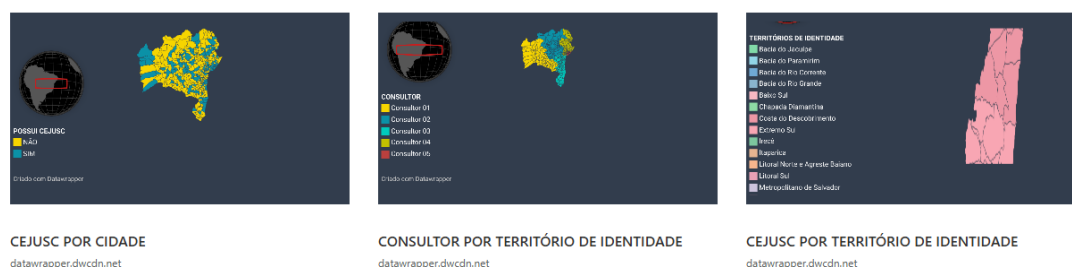 POSSUI CEJUSC
NÃO
SIM
Criado com Datawrapper
CEJUSC POR CIDADE
datawrapper.dwcdn.net
CONSULTOR
Consultor 01
Consultor 02
Consultor 03
Consultor 04
Consultor 05
Criado com Datawrapper
CONSULTOR POR TERRITÓRIO DE IDENTIDADE
datawrapper.dwcdn.net
TERRITÓRIOS DE IDENTIDADE
Bacia do Jacuípe
Bacia do Paramirim
Bacia do Rio Corrente
Bacia do Rio Grande
Baixo Sul
Chapada Diamantina
Costa do Descobrimento
Extremo Sul
Irecê
Itaparica
Litoral Norte e Agreste Baiano
Litoral Sul
Metropolitano de Salvador
CEJUSC POR TERRITÓRIO DE IDENTIDADE
datawrapper.dwcdn.net